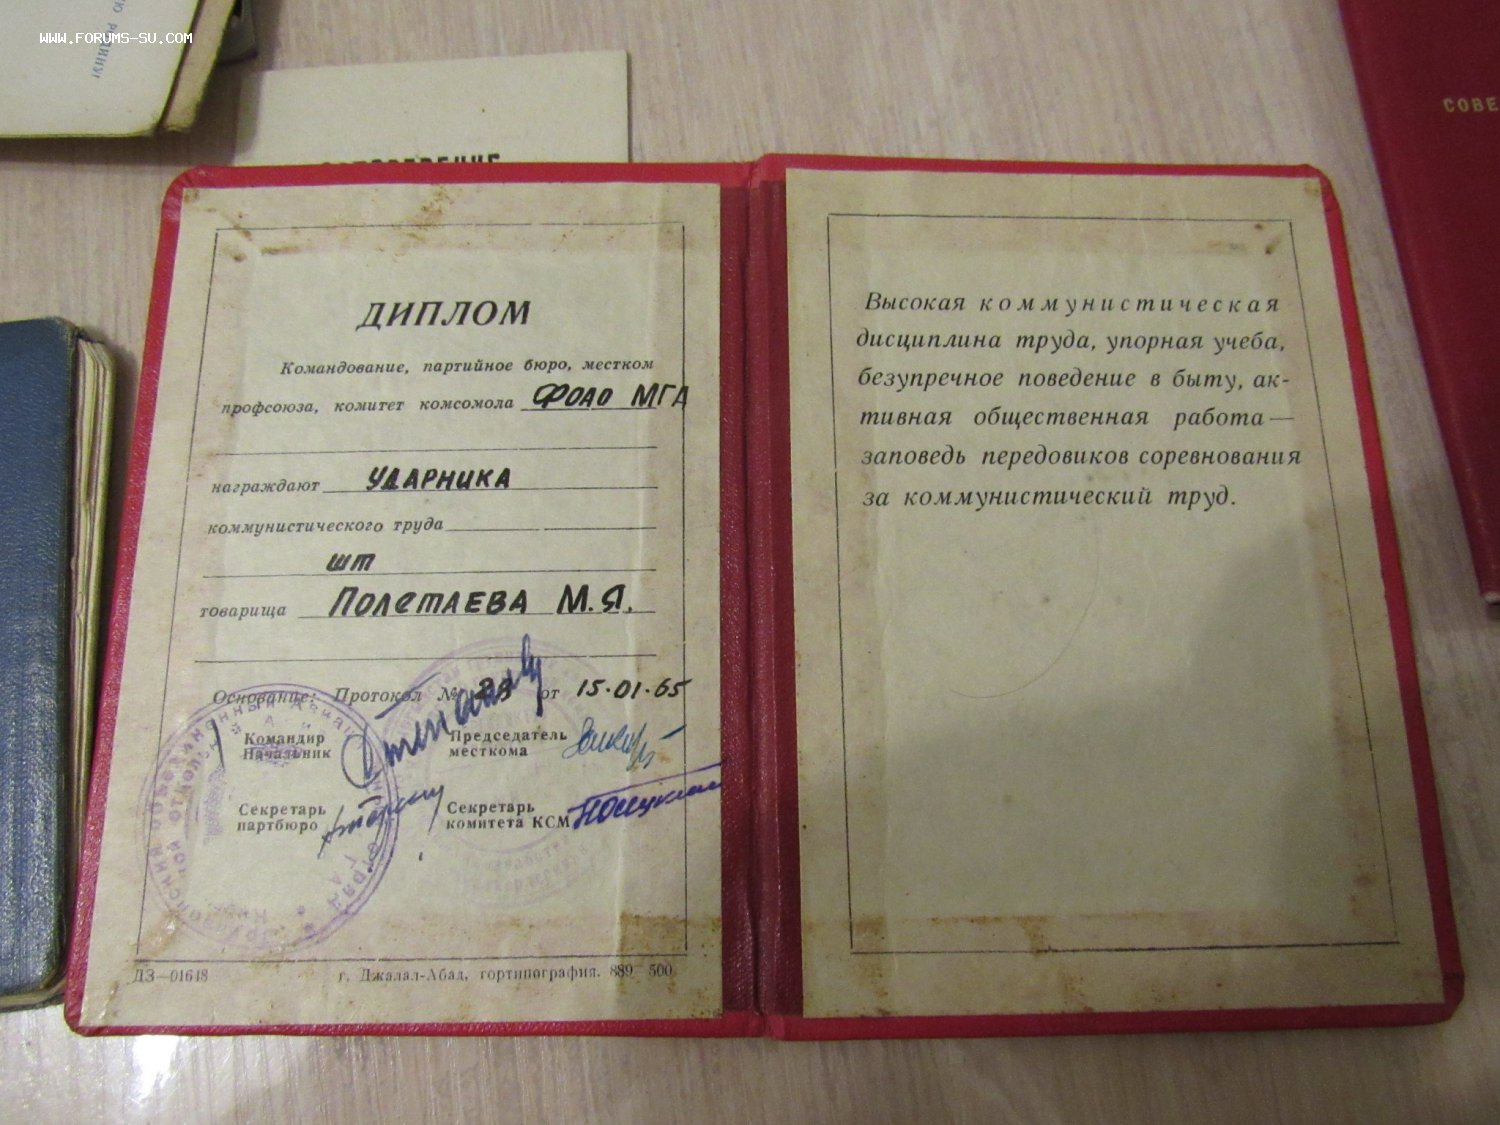 WWW.FORUMS-SU.COM
СОВЕ
ДИПЛОМ
Командование, партийное бюро, местком
профсоюза, комитет комсомола ФОАО МГА
награждают УДАРНИКА
коммунистического труда
шт
товарища ПОЛЕТАЕВА М.Я.
Основание: Протокол № от 15.01.65
Командир
Начальник
Председатель
месткома
Секретарь
партбюро
Секретарь
комитета КСМ
ДЗ—01648 г. Джалал-Абад, гортипография. 889 500
Высокая коммунистическая
дисциплина труда, упорная учеба,
безупречное поведение в быту, ак-
тивная общественная работа —
заповедь передовиков соревнования
за коммунистический труд.